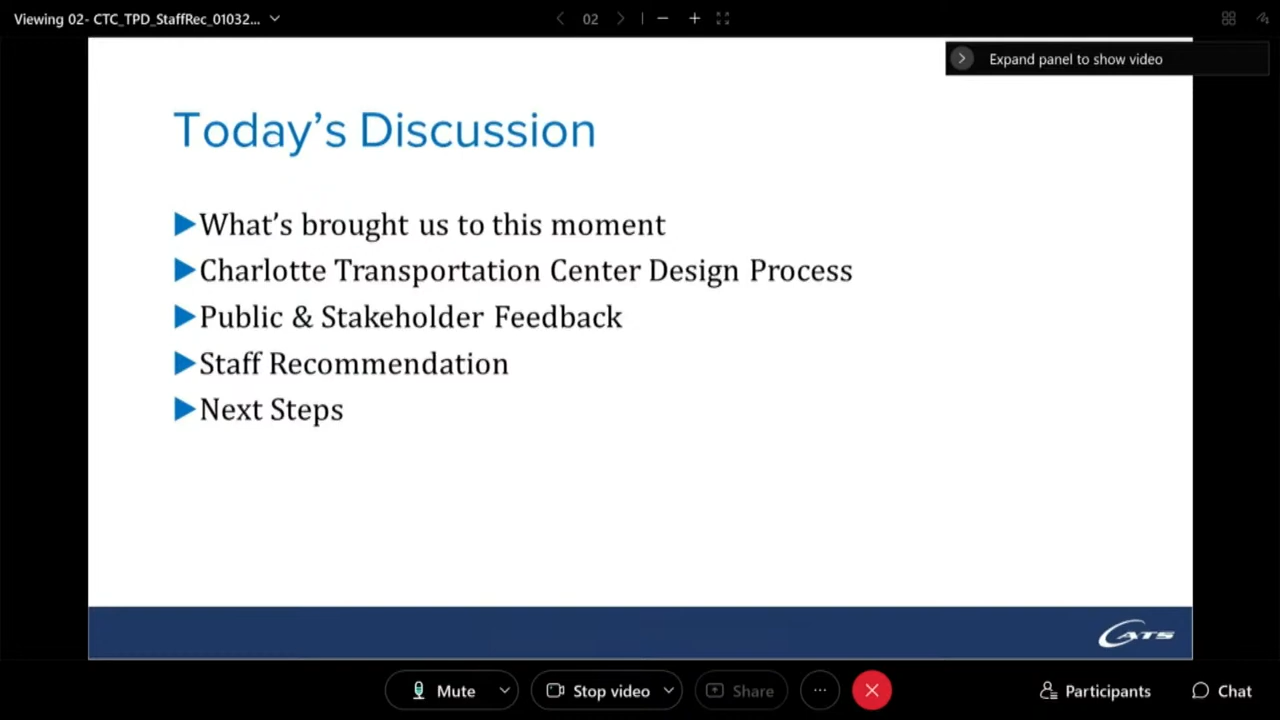 Viewing 02- CTC_TPD_StaffRec_01032...
02
Expand panel to show video
Today's Discussion
What's brought us to this moment
Charlotte Transportation Center Design Process
Public & Stakeholder Feedback
Staff Recommendation
Next Steps
CATS
Mute
Stop video
Share
Participants
Chat